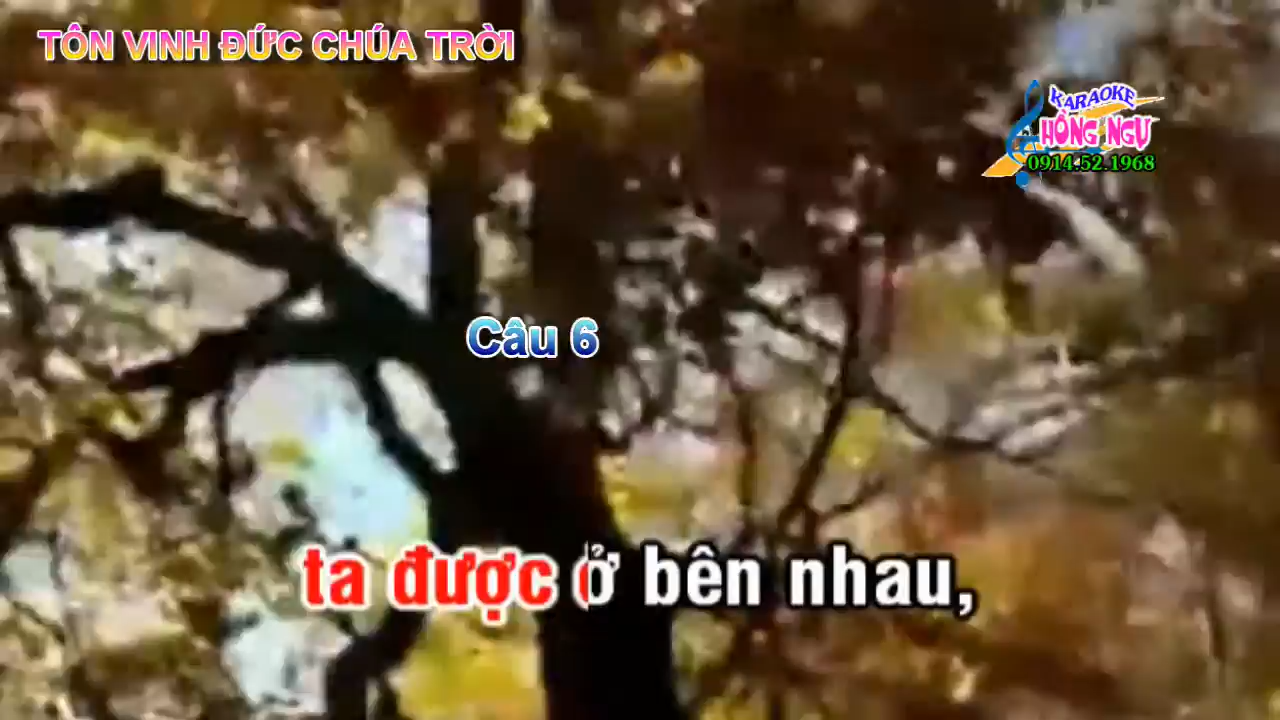 TÔN VINH ĐỨC CHÚA TRỜI
KARAOKE
HỒNG NGỰ
0914.52.1968
Câu 6
ta được ở bên nhau,